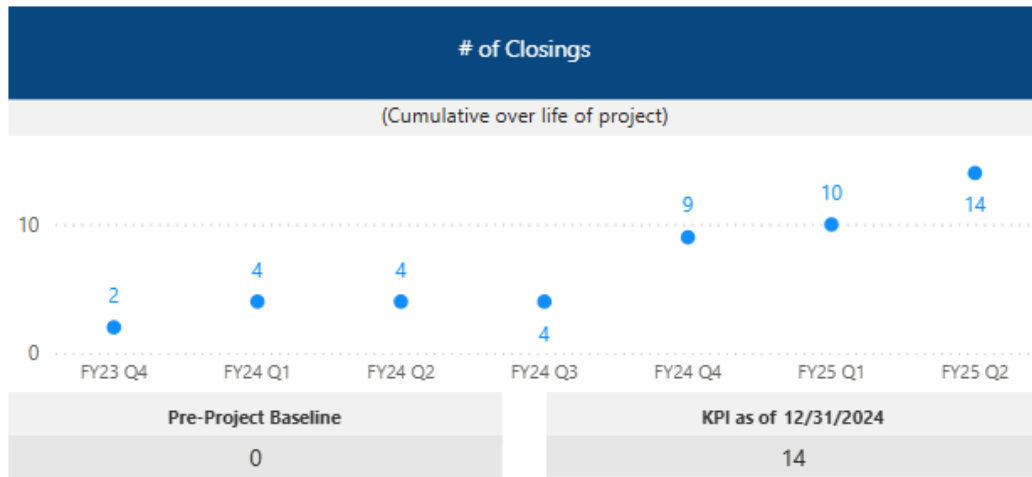 # of Closings
(Cumulative over life of project)
14
10
9
10
4
4
2
4
0
FY23 Q4 FY24 Q1 FY24 Q2 FY24 Q3 FY24 Q4 FY25 Q1 FY25 Q2
Pre-Project Baseline KPI as of 12/31/2024
0 14